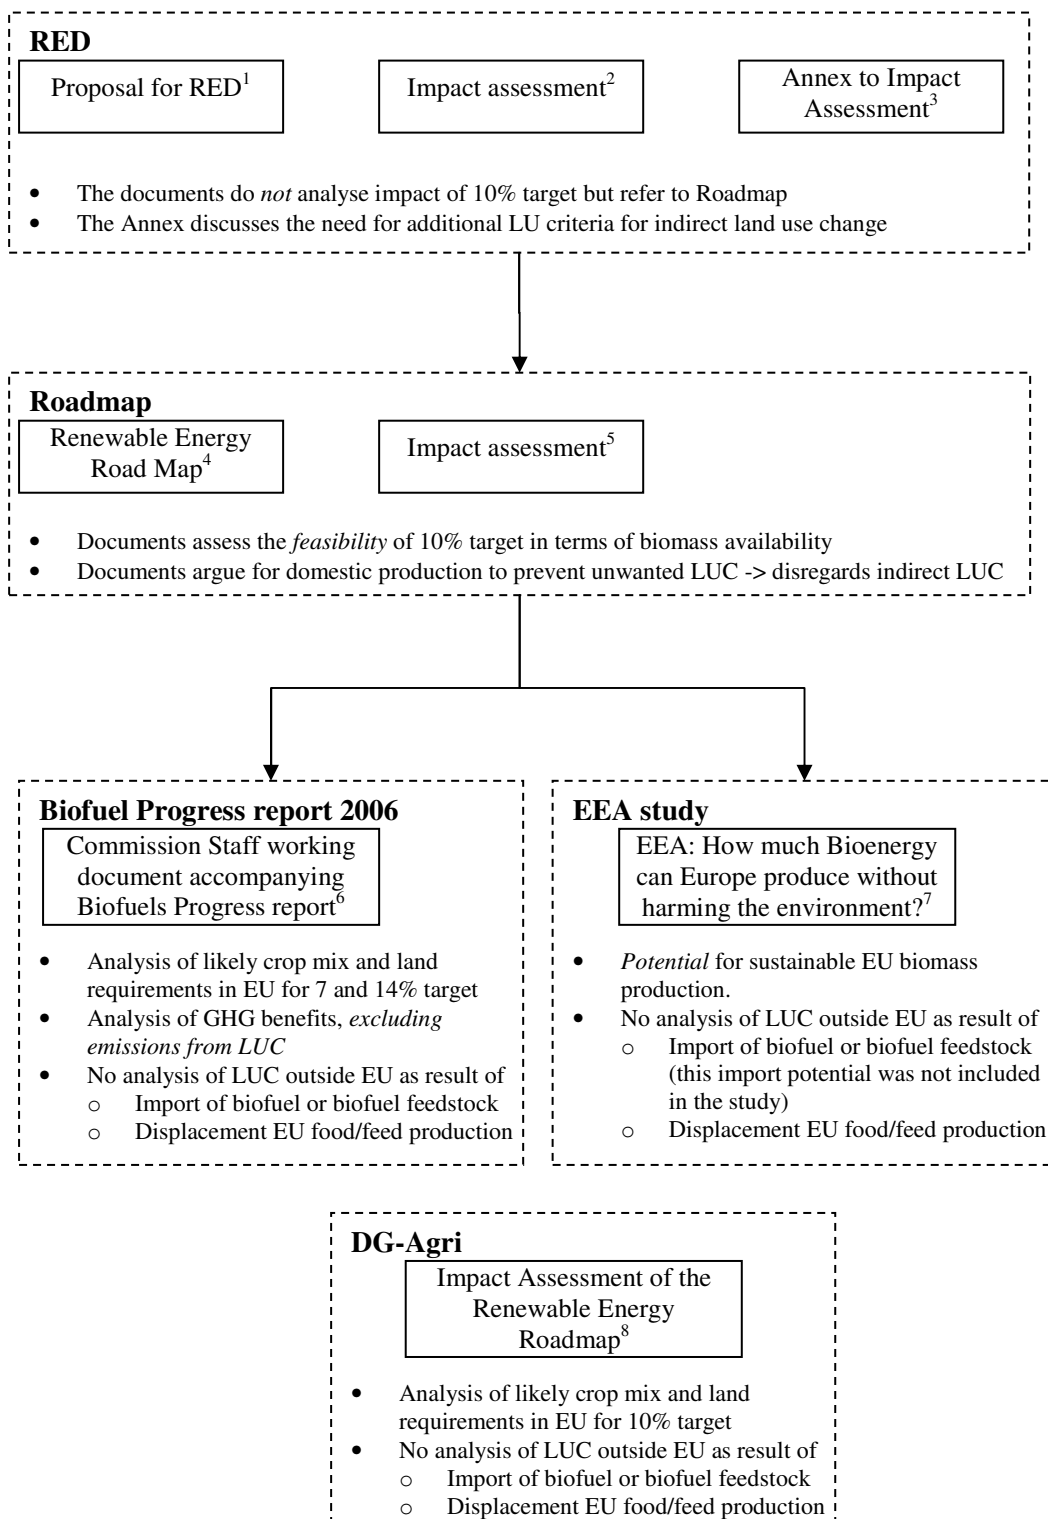 RED
Proposal for RED1
Impact assessment2
Annex to Impact
Assessment3
• The documents do not analyse impact of 10% target but refer to Roadmap
• The Annex discusses the need for additional LU criteria for indirect land use change
Roadmap
Renewable Energy
Road Map4
Impact assessment5
• Documents assess the feasibility of 10% target in terms of biomass availability
• Documents argue for domestic production to prevent unwanted LUC -> disregards indirect LUC
Biofuel Progress report 2006
Commission Staff working
document accompanying
Biofuels Progress report6
• Analysis of likely crop mix and land
requirements in EU for 7 and 14% target
• Analysis of GHG benefits, excluding
emissions from LUC
• No analysis of LUC outside EU as result of
o Import of biofuel or biofuel feedstock
o Displacement EU food/feed production
EEA study
EEA: How much Bioenergy
can Europe produce without
harming the environment?7
• Potential for sustainable EU biomass
production.
• No analysis of LUC outside EU as result of
o Import of biofuel or biofuel feedstock
(this import potential was not included
in the study)
o Displacement EU food/feed production
DG-Agri
Impact Assessment of the
Renewable Energy
Roadmap8
• Analysis of likely crop mix and land
requirements in EU for 10% target
• No analysis of LUC outside EU as result of
o Import of biofuel or biofuel feedstock
o Displacement EU food/feed production